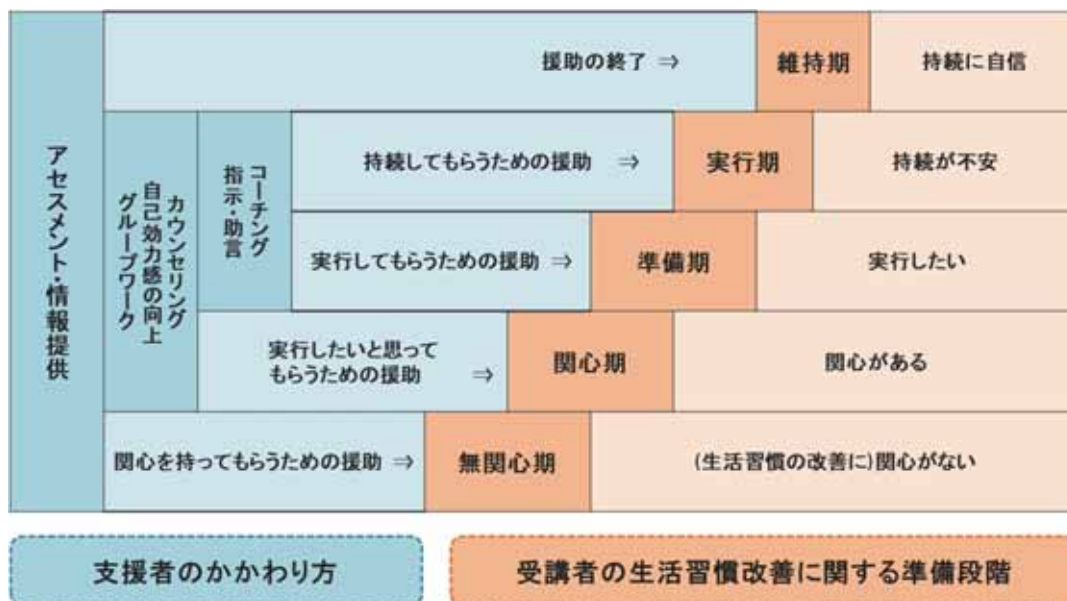 アセスメント・情報提供
援助の終了 ⇒
維持期
持続に自信
カウンセリング
自己効力感の向上
グループワーク
コーチング
指示・助言
持続してもらうための援助 ⇒
実行期
持続が不安
実行してもらうための援助 ⇒
準備期
実行したい
実行したいと思って
もらうための援助 ⇒
関心期
関心がある
関心を持ってもらうための援助 ⇒
無関心期
(生活習慣の改善に)関心がない
支援者のかかわり方
受講者の生活習慣改善に関する準備段階